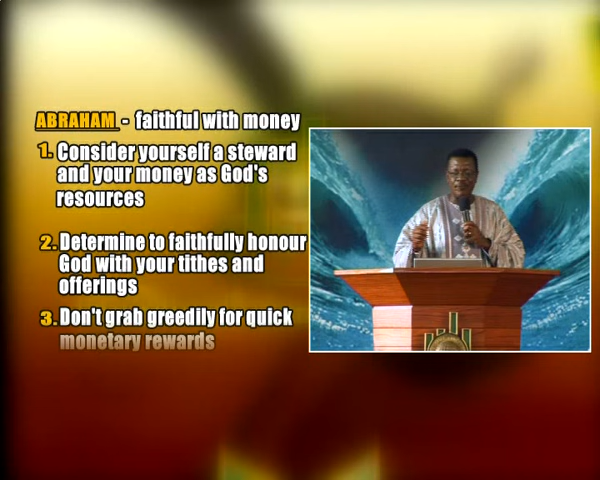 ABRAHAM - faithful with money
1. Consider yourself a steward
and your money as God's
resources
2. Determine to faithfully honour
God with your tithes and
offerings
3. Don't grab greedily for quick
monetary rewards